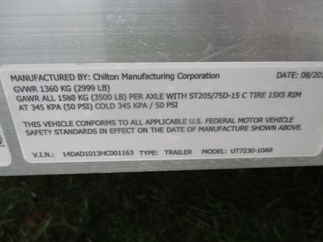 MANUFACTURED BY: Chilton Manufacturing Corporation DATE: 08/201
GVWR 1360 KG (2999 LB)
GAWR ALL 1590 KG (3500 LB) PER AXLE WITH ST205/75D-15 C TIRE 15X5 RIM
AT 345 KPA (50 PSI) COLD 345 KPA / 50 PSI
THIS VEHICLE CONFORMS TO ALL APPLICABLE U.S. FEDERAL MOTOR VEHICLE
SAFETY STANDARDS IN EFFECT ON THE DATE OF MANUFACTURE SHOWN ABOVE.
V.I.N.: TYPE: TRAILER MODEL: